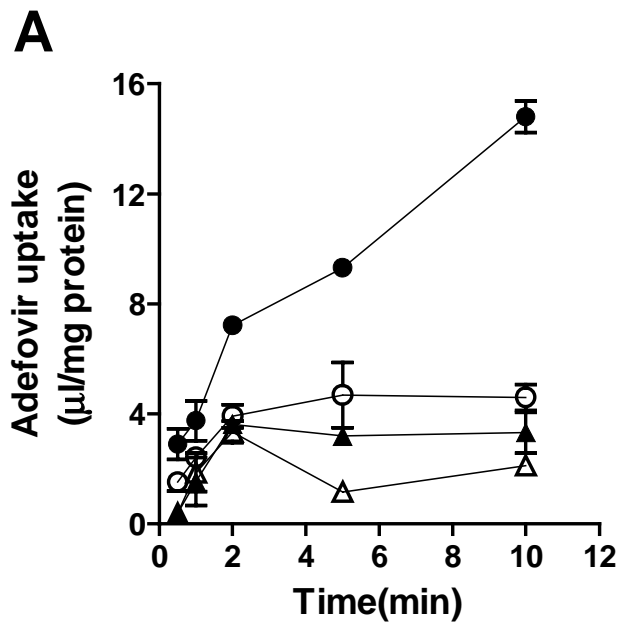 A
Adefovir uptake
(μl/mg protein)
16
12
8
4
0
0 2 4 6 8 10 12
Time(min)